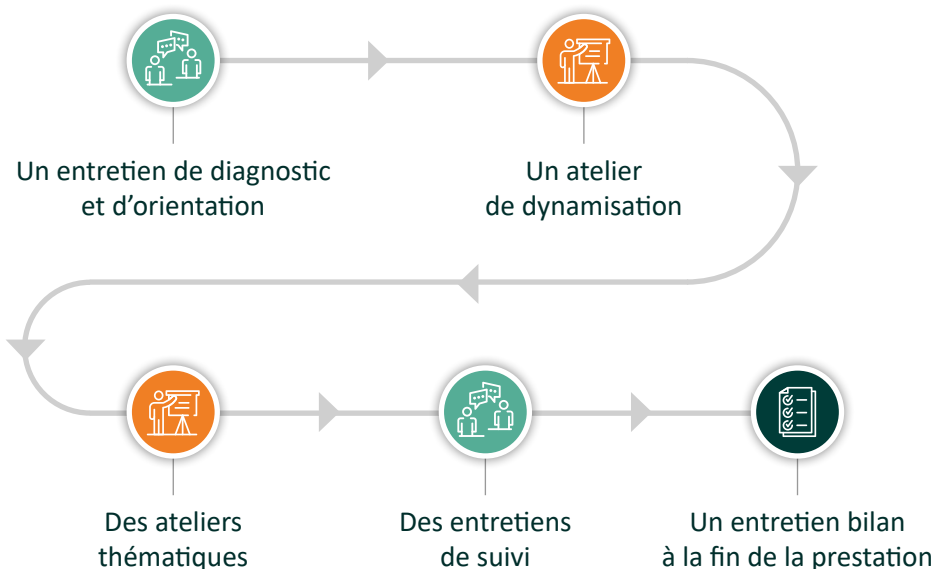 Un entretien de diagnostic
et d’orientation
Un atelier
de dynamisation
Des ateliers
thématiques
Des entretiens
de suivi
Un entretien bilan
à la fin de la prestation